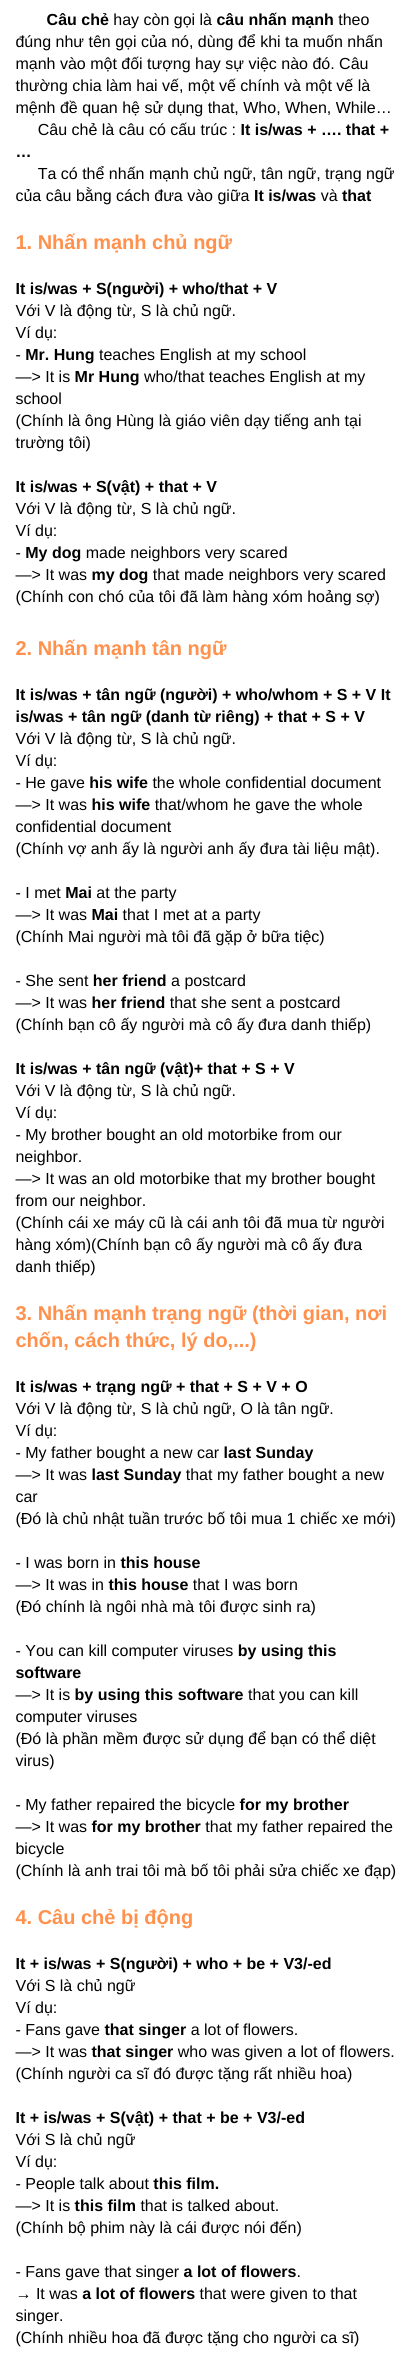 Câu chẻ hay còn gọi là câu nhấn mạnh theo
đúng như tên gọi của nó, dùng để khi ta muốn nhấn
mạnh vào một đối tượng hay sự việc nào đó. Câu
thường chia làm hai vế, một vế chính và một vế là
mệnh đề quan hệ sử dụng that, Who, When, While…
Câu chẻ là câu có cấu trúc : It is/was + …. that +
…
Ta có thể nhấn mạnh chủ ngữ, tân ngữ, trạng ngữ
của câu bằng cách đưa vào giữa It is/was và that
1. Nhấn mạnh chủ ngữ
It is/was + S(người) + who/that + V
Với V là động từ, S là chủ ngữ.
Ví dụ:
- Mr. Hung teaches English at my school
—> It is Mr Hung who/that teaches English at my
school
(Chính là ông Hùng là giáo viên dạy tiếng anh tại
trường tôi)
It is/was + S(vật) + that + V
Với V là động từ, S là chủ ngữ.
Ví dụ:
- My dog made neighbors very scared
—> It was my dog that made neighbors very scared
(Chính con chó của tôi đã làm hàng xóm hoảng sợ)
2. Nhấn mạnh tân ngữ
It is/was + tân ngữ (người) + who/whom + S + V It
is/was + tân ngữ (danh từ riêng) + that + S + V
Với V là động từ, S là chủ ngữ.
Ví dụ:
- He gave his wife the whole confidential document
—> It was his wife that/whom he gave the whole
confidential document
(Chính vợ anh ấy là người anh ấy đưa tài liệu mật).
- I met Mai at the party
—> It was Mai that I met at a party
(Chính Mai người mà tôi đã gặp ở bữa tiệc)
- She sent her friend a postcard
—> It was her friend that she sent a postcard
(Chính bạn cô ấy người mà cô ấy đưa danh thiếp)
It is/was + tân ngữ (vật)+ that + S + V
Với V là động từ, S là chủ ngữ.
Ví dụ:
- My brother bought an old motorbike from our
neighbor.
—> It was an old motorbike that my brother bought
from our neighbor.
(Chính cái xe máy cũ là cái anh tôi đã mua từ người
hàng xóm)(Chính bạn cô ấy người mà cô ấy đưa
danh thiếp)
3. Nhấn mạnh trạng ngữ (thời gian, nơi
chốn, cách thức, lý do,...)
It is/was + trạng ngữ + that + S + V + O
Với V là động từ, S là chủ ngữ, O là tân ngữ.
Ví dụ:
- My father bought a new car last Sunday
—> It was last Sunday that my father bought a new
car
(Đó là chủ nhật tuần trước bố tôi mua 1 chiếc xe mới)
- I was born in this house
—> It was in this house that I was born
(Đó chính là ngôi nhà mà tôi được sinh ra)
- You can kill computer viruses by using this
software
—> It is by using this software that you can kill
computer viruses
(Đó là phần mềm được sử dụng để bạn có thể diệt
virus)
- My father repaired the bicycle for my brother
—> It was for my brother that my father repaired the
bicycle
(Chính là anh trai tôi mà bố tôi phải sửa chiếc xe đạp)
4. Câu chẻ bị động
It + is/was + S(người) + who + be + V3/-ed
Với S là chủ ngữ
Ví dụ:
- Fans gave that singer a lot of flowers.
—> It was that singer who was given a lot of flowers.
(Chính người ca sĩ đó được tặng rất nhiều hoa)
It + is/was + S(vật) + that + be + V3/-ed
Với S là chủ ngữ
Ví dụ:
- People talk about this film.
—> It is this film that is talked about.
(Chính bộ phim này là cái được nói đến)
- Fans gave that singer a lot of flowers.
→ It was a lot of flowers that were given to that
singer.
(Chính nhiều hoa đã được tặng cho người ca sĩ)